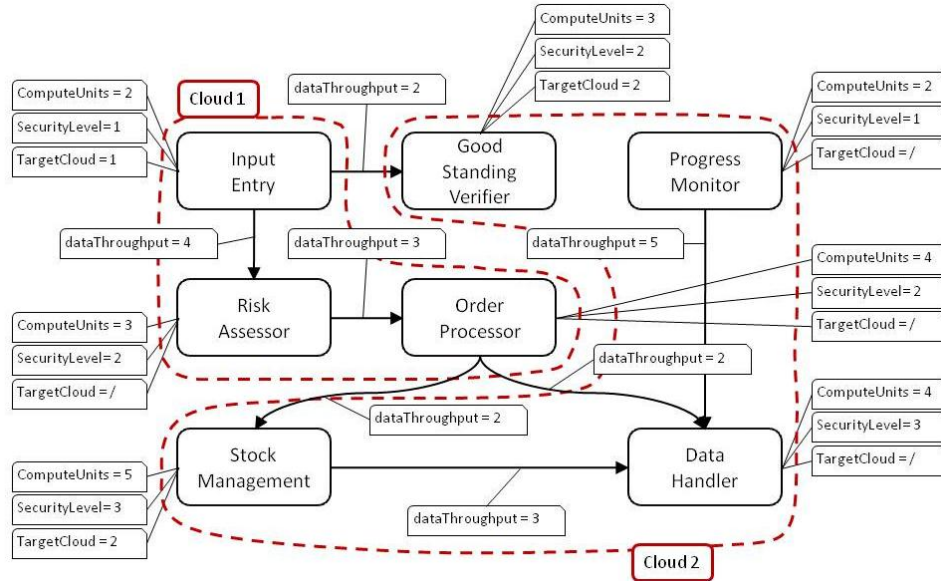 ComputeUnits = 3
SecurityLevel= 2
TargetCloud = 2
Cloud 1
dataThroughput = 2
ComputeUnits = 2
SecurityLevel=1
TargetCloud =1
ComputeUnits = 2
SecurityLevel=1
TargetCloud = /
Input
Entry
Good
Standing
Verifier
Progress
Monitor
dataThroughput = 4
dataThroughput = 3
dataThroughput = 5
ComputeUnits = 4
SecurityLevel= 2
TargetCloud = /
Risk
Assessor
Order
Processor
ComputeUnits = 3
SecurityLevel= 2
TargetCloud = /
dataThroughput = 2
dataThroughput = 2
ComputeUnits = 4
SecurityLevel= 3
TargetCloud = /
Stock
Management
Data
Handler
ComputeUnits = 5
SecurityLevel= 3
TargetCloud = 2
dataThroughput = 3
Cloud 2